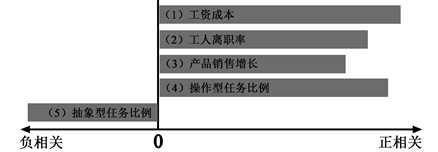 （1）工资成本
（2）工人离职率
（3）产品销售增长
（4）操作型任务比例
（5）抽象型任务比例
负相关 0 正相关